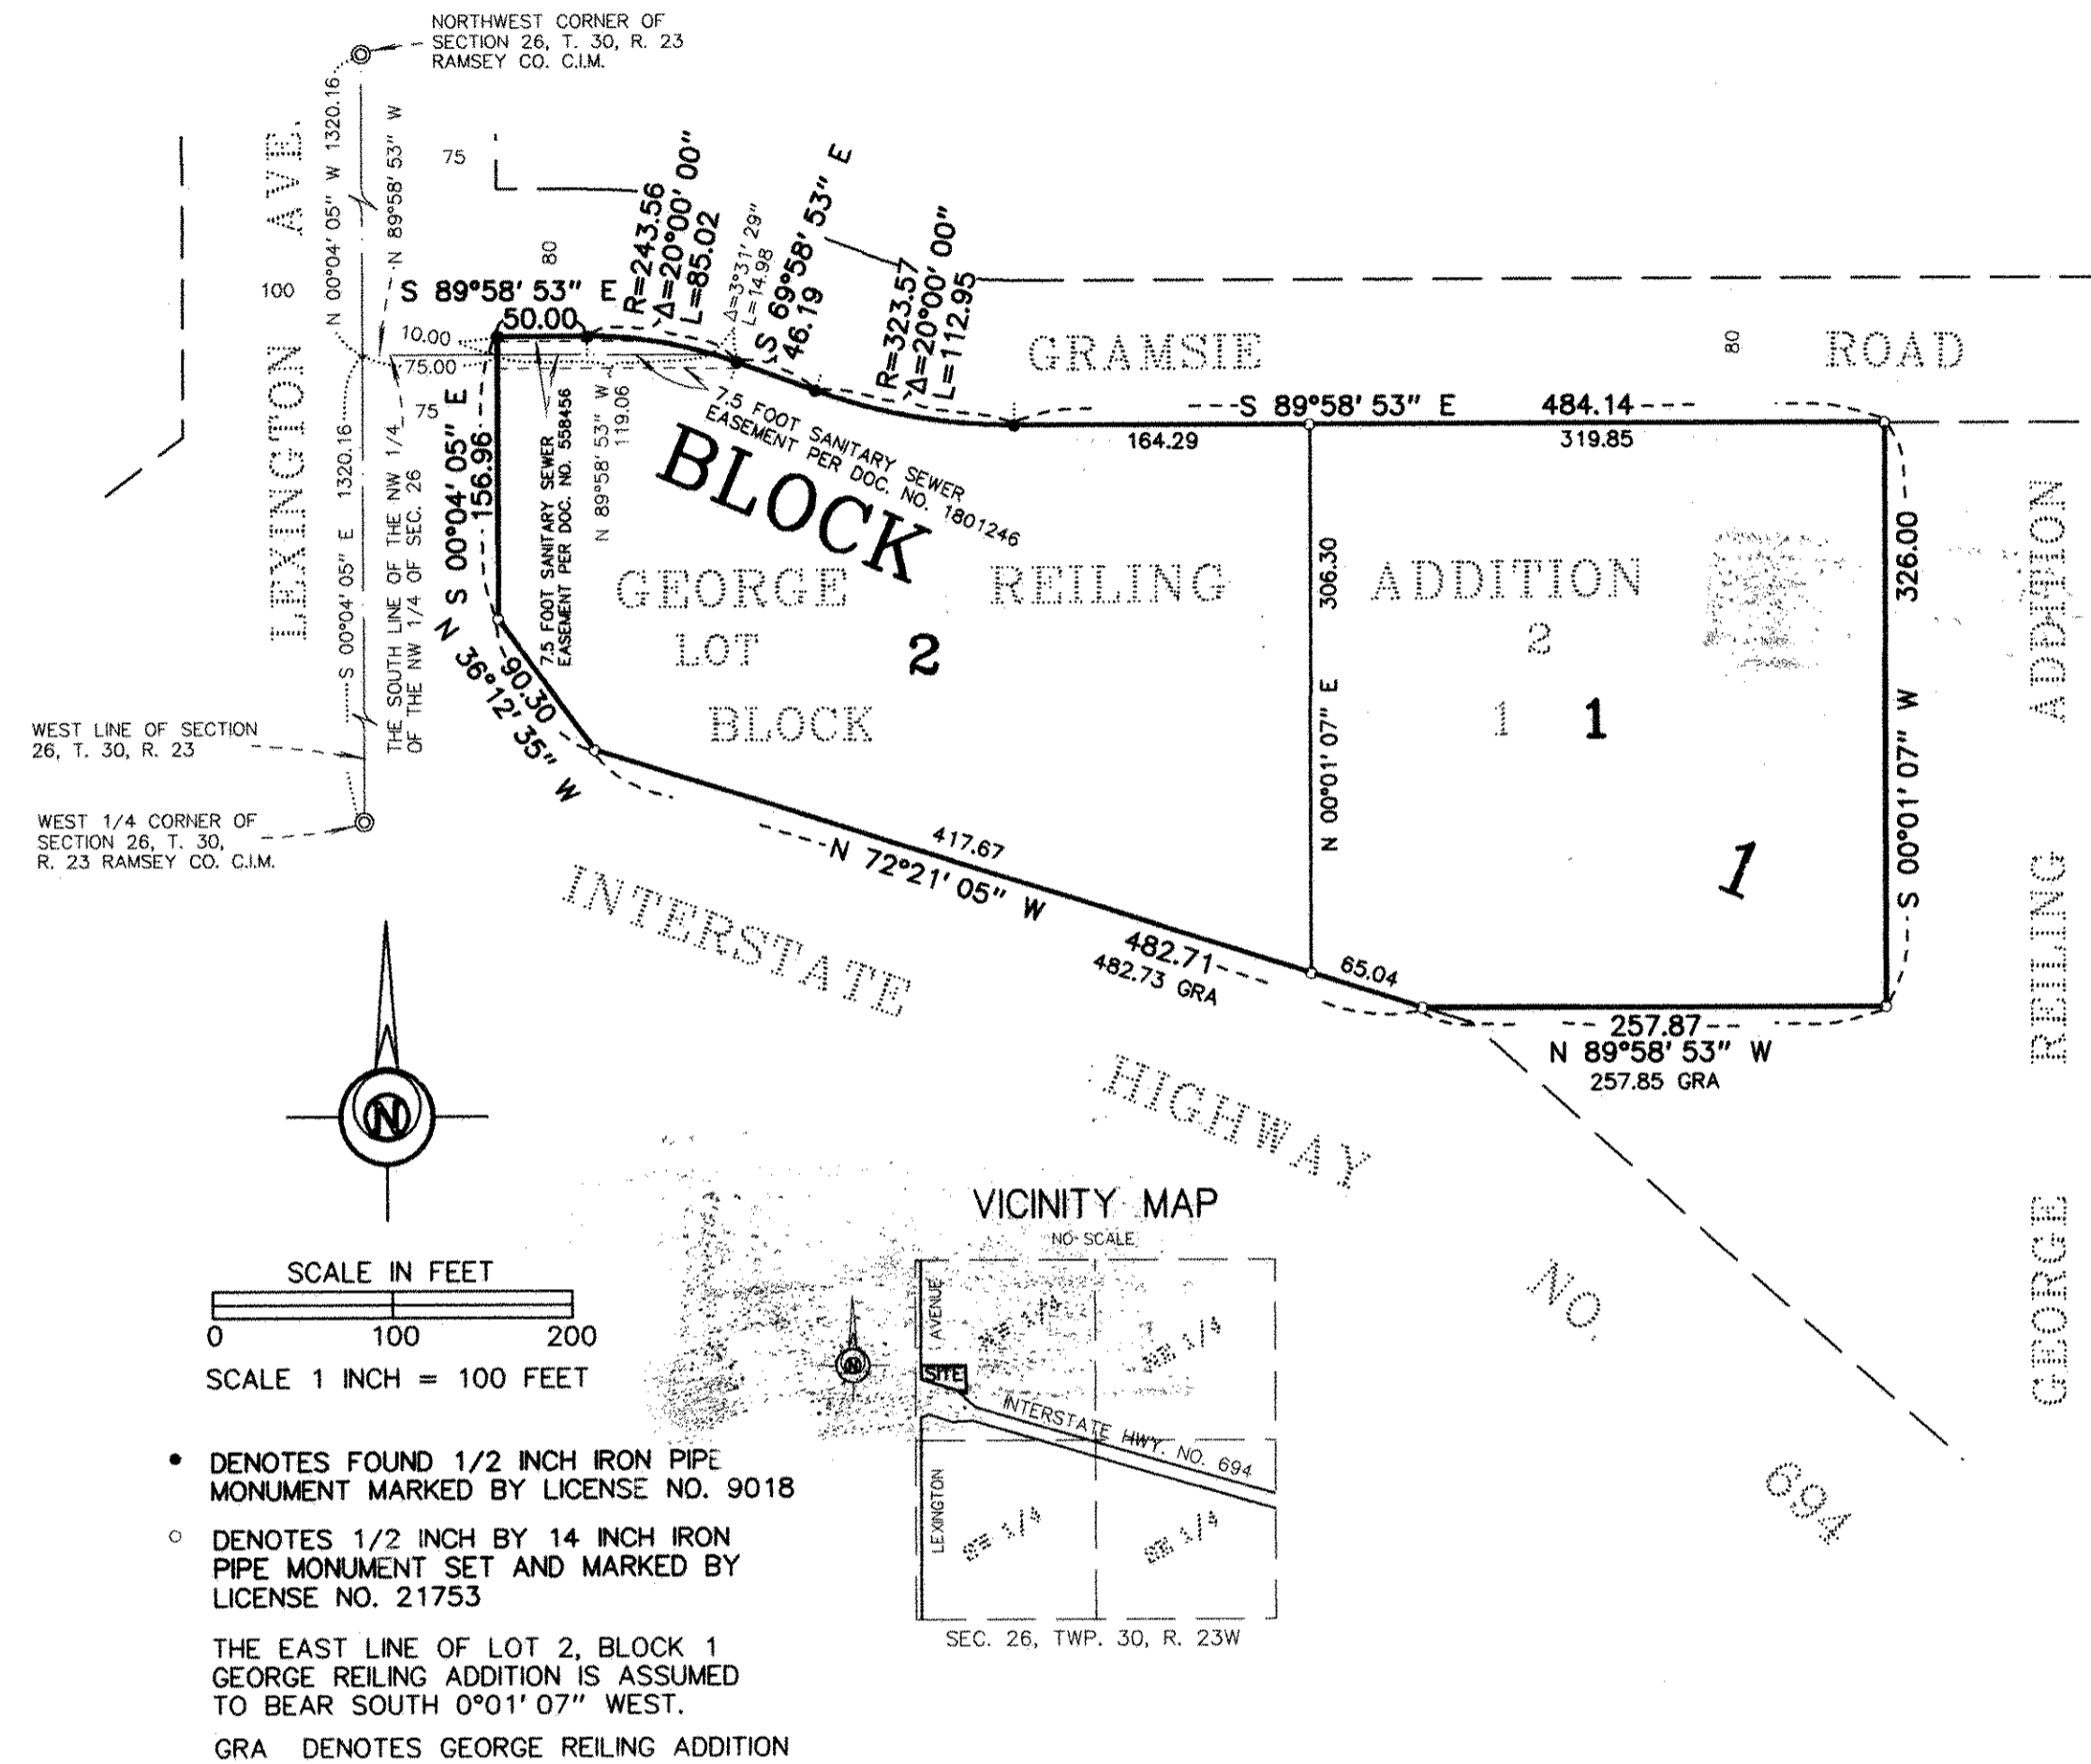 NORTHWEST CORNER OF
SECTION 26, T. 30, R. 23
RAMSEY CO. C.I.M.
N 00°04' 05" W 1320.16
N 89°58' 53" W
75
LEXINGTON AVE.
100
80
S 89°58' 53" E
50.00
R=243.56
Δ=20°00' 00"
L=85.02
Δ=3°31' 29"
L=14.98
S 69°58' 53" E
46.19
R=323.57
Δ=20°00' 00"
L=112.95
GRAMSIE ROAD
80
10.00
75.00
75
S 89°58' 53" E 484.14
164.29
319.85
S 00°04' 05" E
156.96
7.5 FOOT SANITARY SEWER
EASEMENT PER DOC. NO. 558456
N 89°58' 53" W
119.06
7.5 FOOT SANITARY SEWER
EASEMENT PER DOC. NO. 1801246
BLOCK
GEORGE REILING ADDITION
LOT 2
2
BLOCK 1
1
1
S 00°04' 05" E 1320.16
THE SOUTH LINE OF THE NW 1/4
OF THE NW 1/4 OF SEC. 26
N 36°12' 35" W
90.30
306.30
N 00°01' 07" E
326.00
S 00°01' 07" W
GEORGE REILING ADDITION
WEST LINE OF SECTION
26, T. 30, R. 23
WEST 1/4 CORNER OF
SECTION 26, T. 30,
R. 23 RAMSEY CO. C.I.M.
417.67
N 72°21' 05" W
482.71
482.73 GRA
65.04
257.87
N 89°58' 53" W
257.85 GRA
INTERSTATE HIGHWAY NO. 694
N
SCALE IN FEET
0 100 200
SCALE 1 INCH = 100 FEET
VICINITY MAP
NO SCALE
AVENUE
1/4
1/4
N
SITE
INTERSTATE HWY. NO. 694
LEXINGTON
1/4
1/4
SEC. 26, TWP. 30, R. 23W
DENOTES FOUND 1/2 INCH IRON PIPE
MONUMENT MARKED BY LICENSE NO. 9018
DENOTES 1/2 INCH BY 14 INCH IRON
PIPE MONUMENT SET AND MARKED BY
LICENSE NO. 21753
THE EAST LINE OF LOT 2, BLOCK 1
GEORGE REILING ADDITION IS ASSUMED
TO BEAR SOUTH 0°01' 07" WEST.
GRA DENOTES GEORGE REILING ADDITION